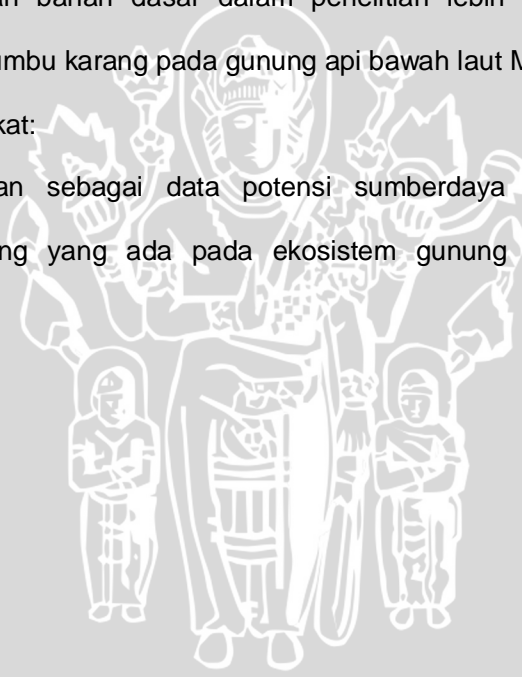 an bahan dasar dalam penelitian lebih
umbu karang pada gunung api bawah laut M
kat:
an sebagai data potensi sumberdaya
ng yang ada pada ekosistem gunung